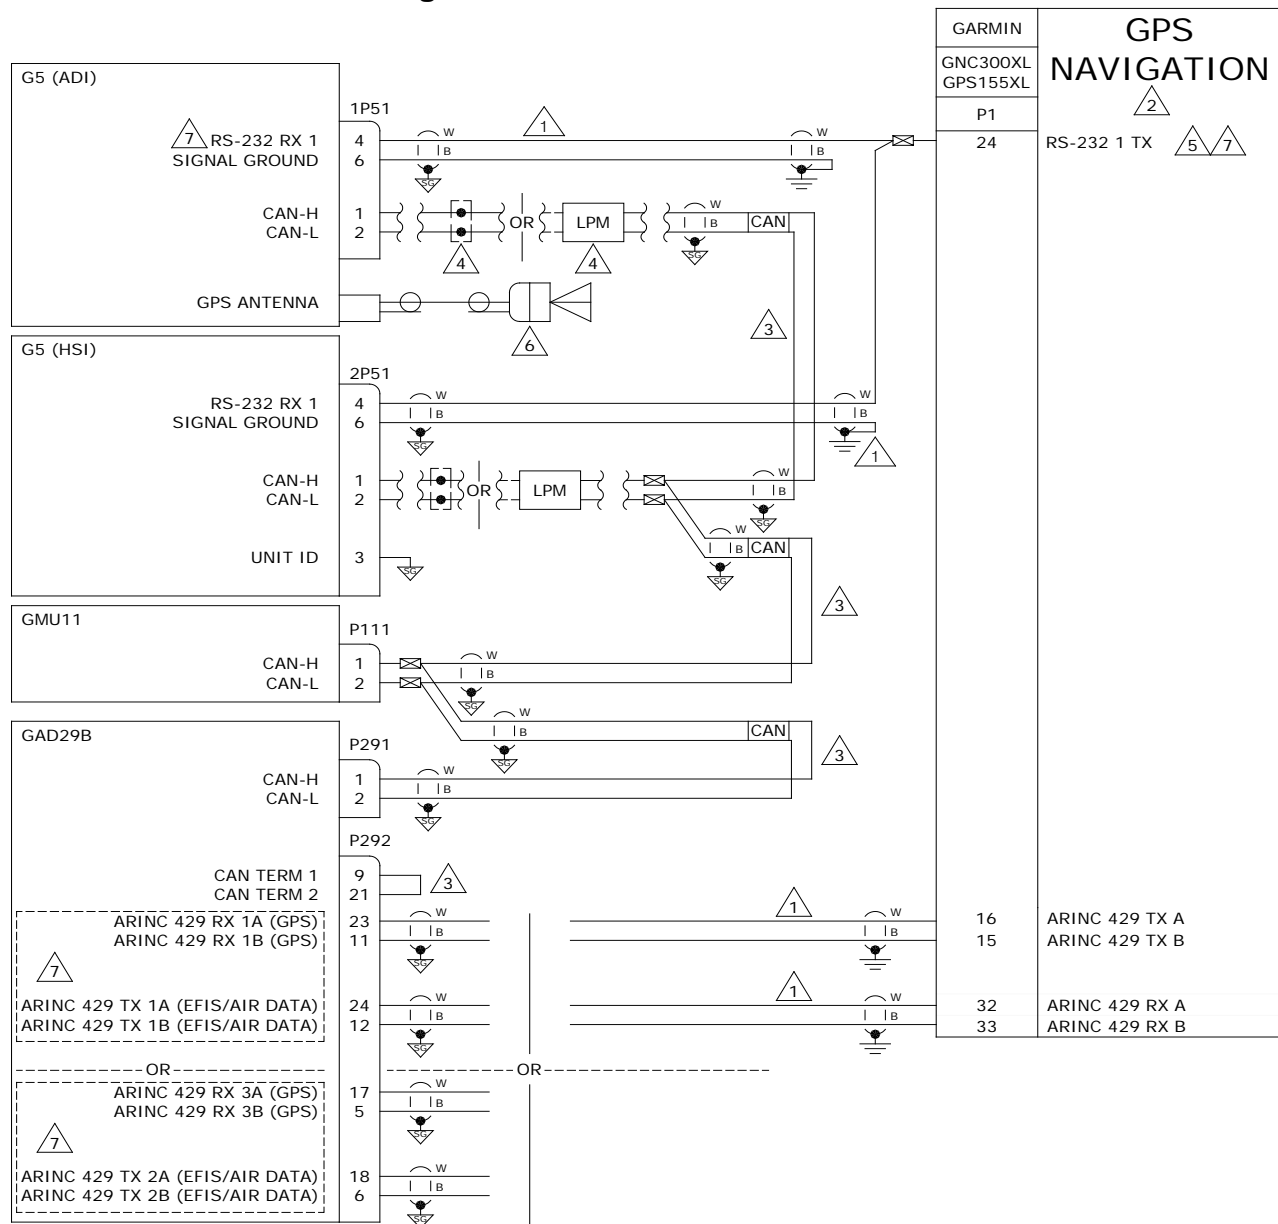 GARMIN
GPS
NAVIGATION
GNC300XL
GPS155XL
2
P1
24
RS-232 1 TX
5
7
G5 (ADI)
1P51
7
RS-232 RX 1
4
W
1
W
SIGNAL GROUND
6
B
B
SG
CAN-H
1
CAN-L
2
OR
LPM
W
B
CAN
4
4
SG
GPS ANTENNA
6
3
G5 (HSI)
2P51
RS-232 RX 1
4
W
W
SIGNAL GROUND
6
B
B
SG
1
CAN-H
1
W
CAN-L
2
OR
LPM
B
SG
W
B
CAN
UNIT ID
3
SG
SG
3
GMU11
P111
CAN-H
1
W
CAN-L
2
B
SG
W
B
CAN
SG
3
GAD29B
P291
CAN-H
1
W
CAN-L
2
B
SG
P292
CAN TERM 1
9
CAN TERM 2
21
3
ARINC 429 RX 1A (GPS)
23
W
1
W
16
ARINC 429 TX A
ARINC 429 RX 1B (GPS)
11
B
B
15
ARINC 429 TX B
SG
7
ARINC 429 TX 1A (EFIS/AIR DATA)
24
W
1
W
32
ARINC 429 RX A
ARINC 429 TX 1B (EFIS/AIR DATA)
12
B
B
33
ARINC 429 RX B
SG
OR
OR
ARINC 429 RX 3A (GPS)
17
W
ARINC 429 RX 3B (GPS)
5
B
SG
7
ARINC 429 TX 2A (EFIS/AIR DATA)
18
W
ARINC 429 TX 2B (EFIS/AIR DATA)
6
B
SG